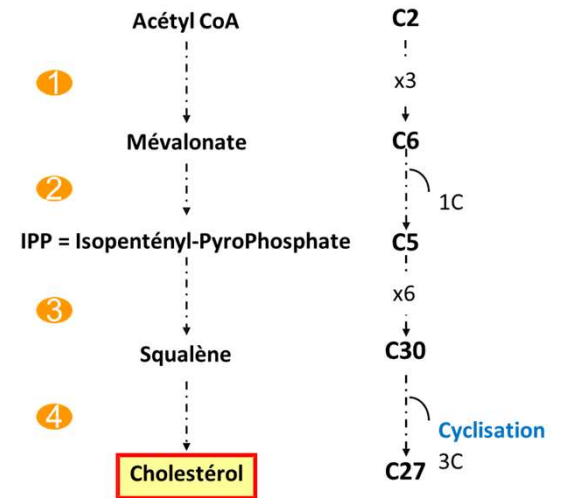 Acétyl CoA C2
1 x3
Mévalonate C6
2 1C
IPP = Isopentényl-PyroPhosphate C5
3 x6
Squalène C30
4 Cyclisation
Cholestérol C27 3C